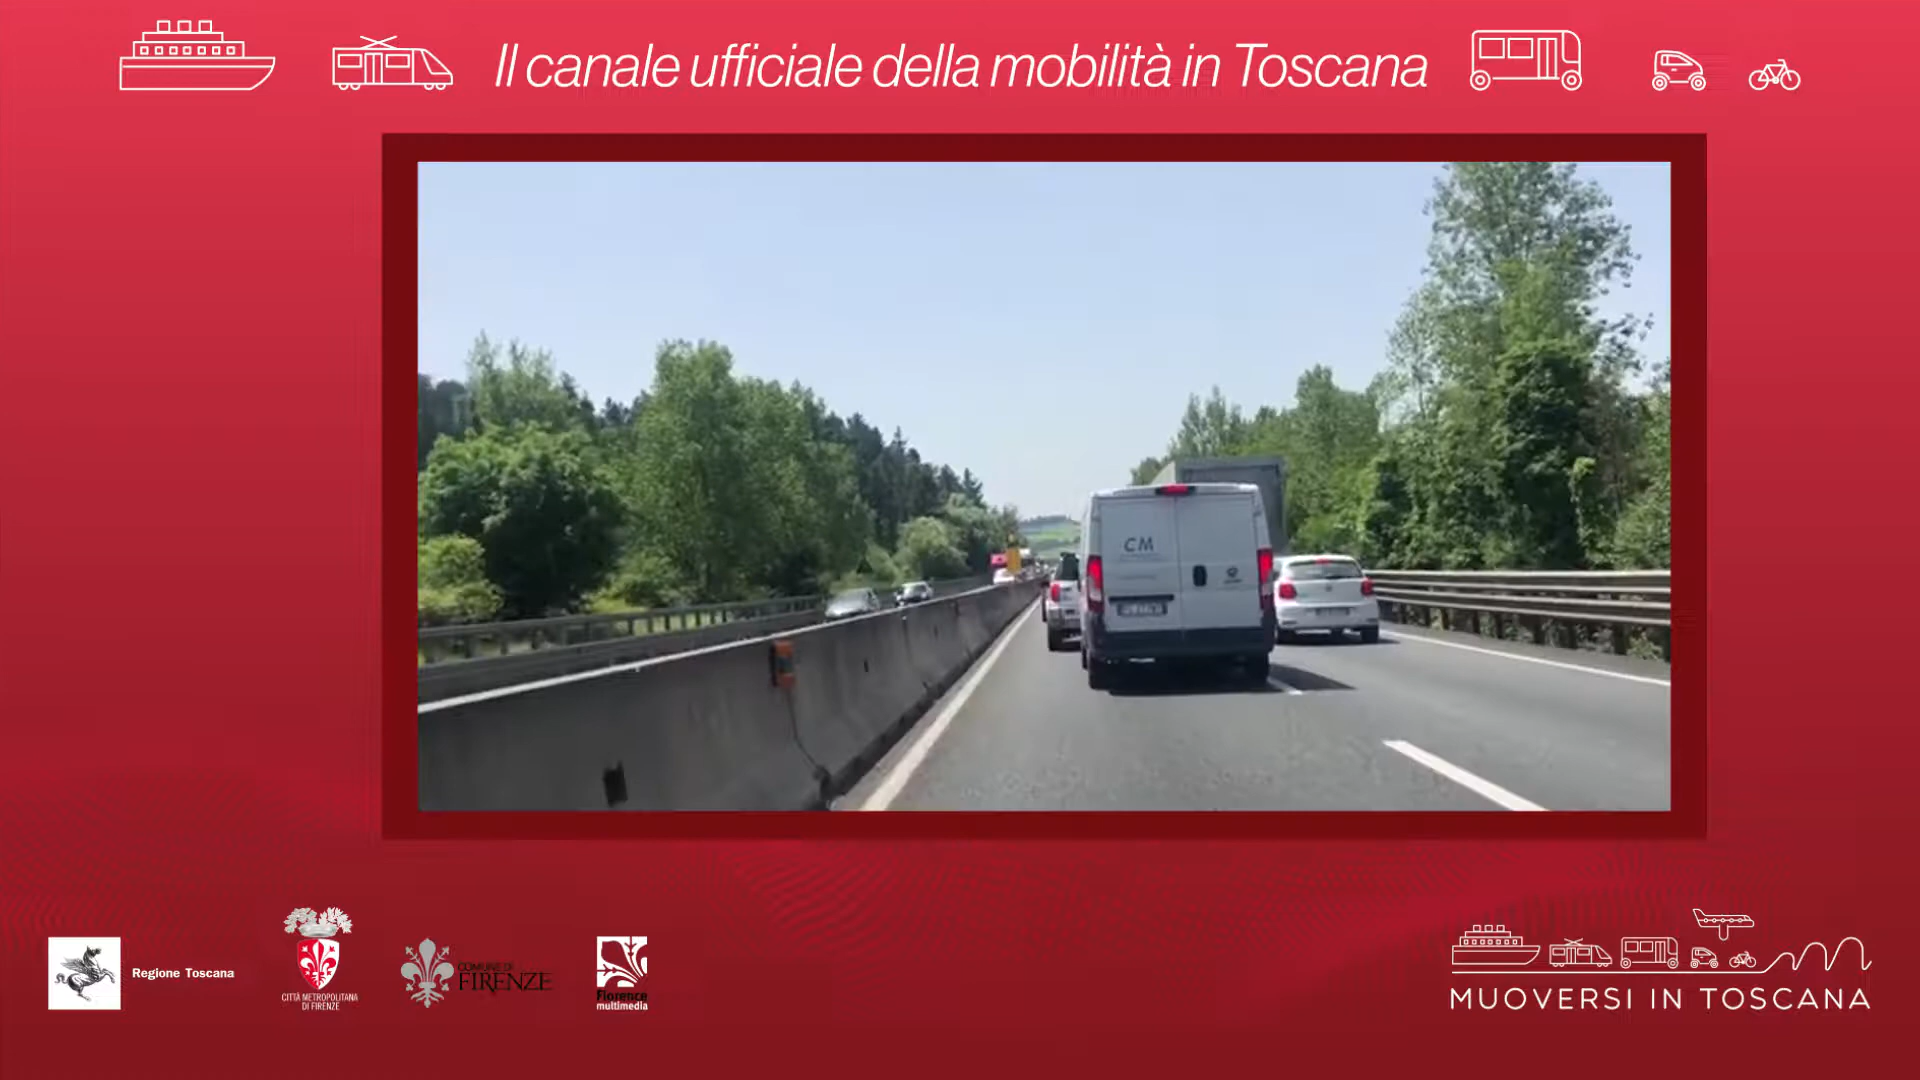 Il canale ufficiale della mobilità in Toscana
CM
Regione Toscana
CITTÀ METROPOLITANA
DI FIRENZE
COMUNE DI
FIRENZE
Florence
multimedia
MUOVERSI IN TOSCANA